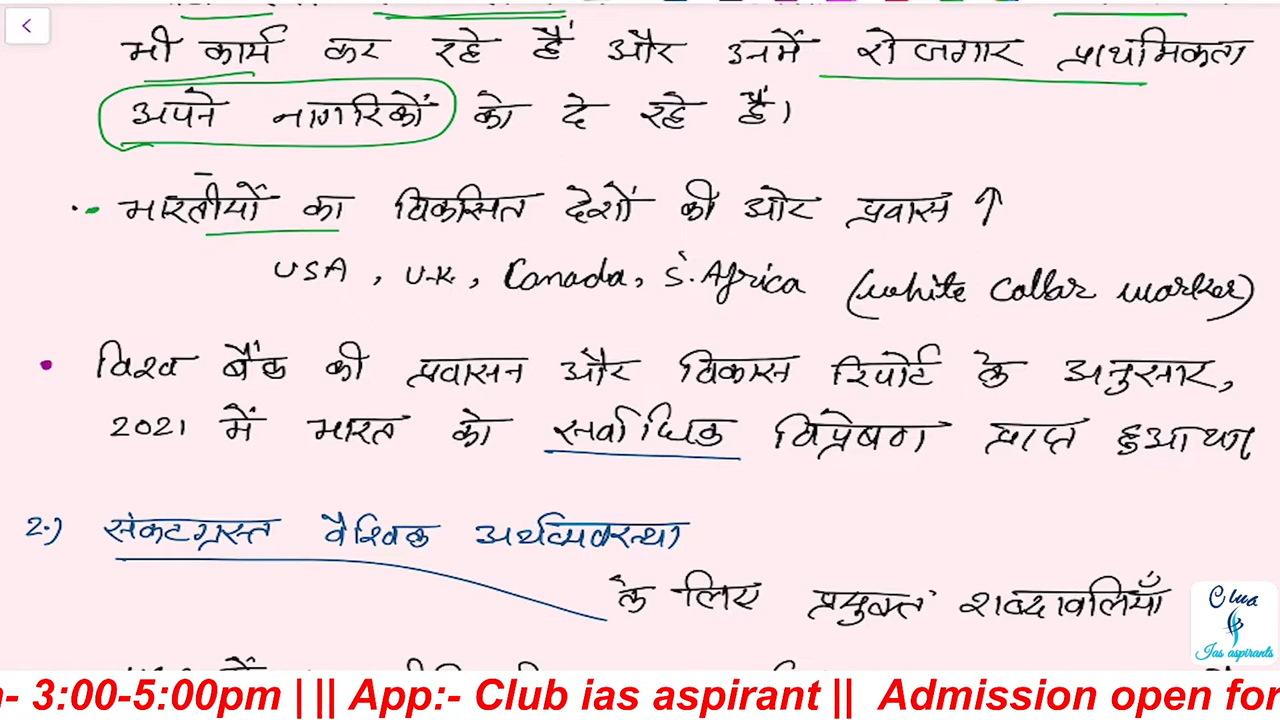 भी कार्य कर रहे हैं और उनमें रोजगार प्राथमिकता
अपने नागरिकों को दे रहे हैं।
भारतीयों का विकसित देशों की ओर प्रवास ↑
USA, U.K., Canada, S. Africa (white collar worker)
• विश्व बैंक की प्रवासन और विकास रिपोर्ट के अनुसार,
2021 में भारत को सर्वाधिक विप्रेषण प्राप्त हुआ था
2.) संकटग्रस्त वैश्विक अर्थव्यवस्था
के लिए प्रयुक्त शब्दावलियाँ
Club
Ias aspirants
- 3:00-5:00pm | || App:- Club ias aspirant || Admission open for